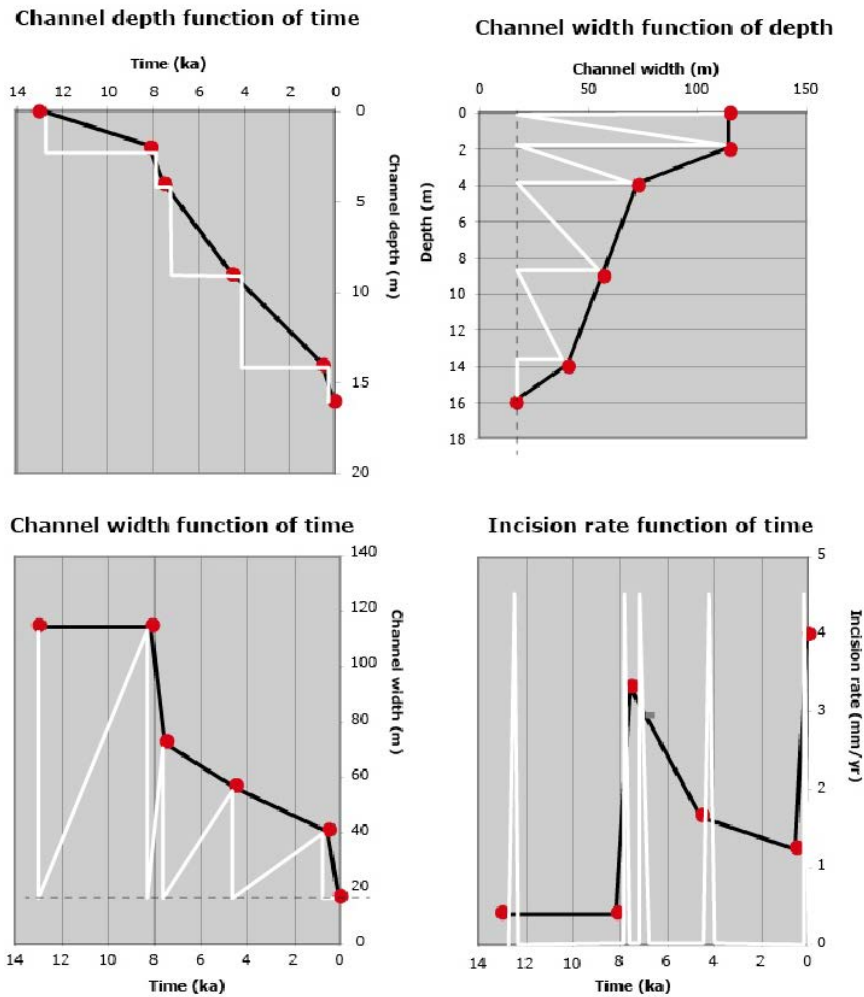 Channel depth function of time
Time (ka)
14 12 10 8 6 4 2 0
0
5
10
15
20
Channel depth (m)
Channel width function of depth
Channel width (m)
0 50 100 150
0
2
4
6
8
10
12
14
16
18
Depth (m)
Channel width function of time
140
120
100
80
60
40
20
0
Channel width (m)
14 12 10 8 6 4 2 0
Time (ka)
Incision rate function of time
5
4
3
2
1
0
Incision rate (mm/yr)
14 12 10 8 6 4 2 0
Time (ka)